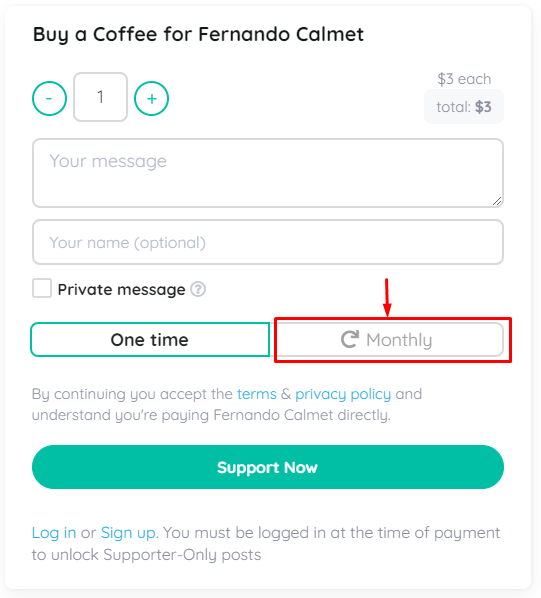 Buy a Coffee for Fernando Calmet
$3 each
- 1 +
total: $3
Your message
Your name (optional)
Private message ?
One time Monthly
By continuing you accept the terms & privacy policy and
understand you're paying Fernando Calmet directly.
Support Now
Log in or Sign up. You must be logged in at the time of payment
to unlock Supporter-Only posts